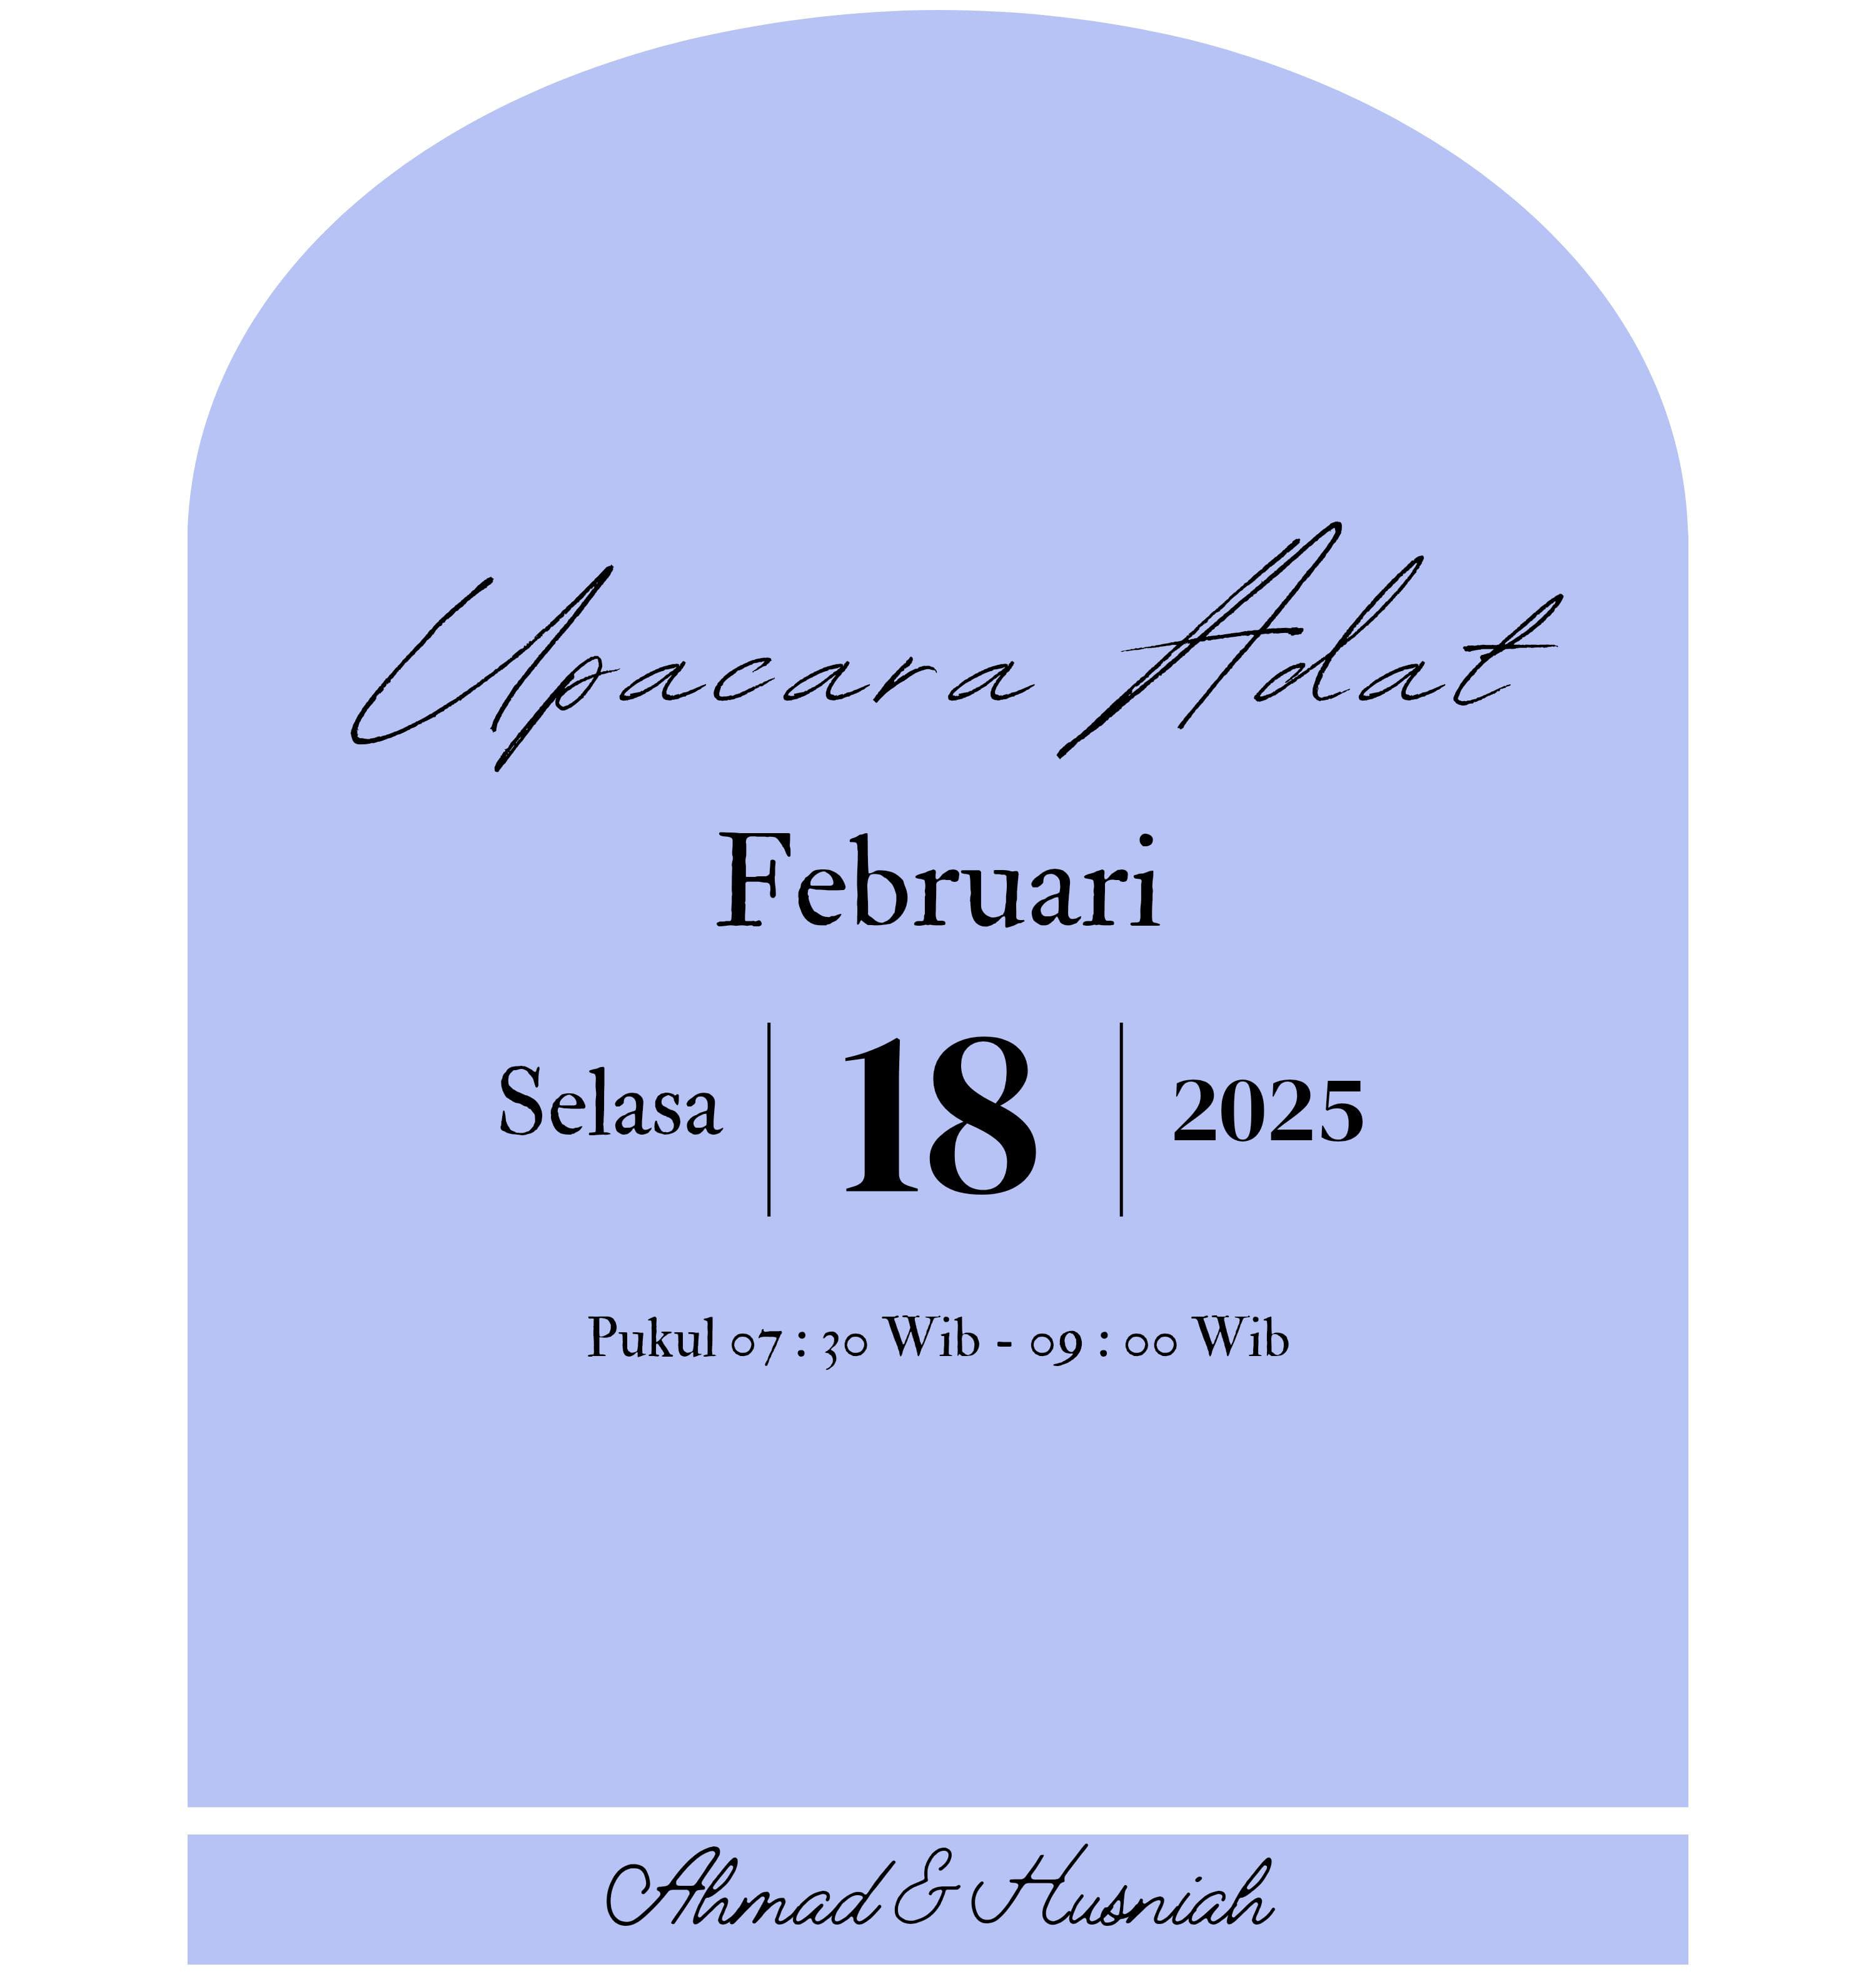 Upacara Adat
Februari
Selasa 18 2025
Pukul 07 : 30 Wib - 09 : 00 Wib
Ahmad & Husniah